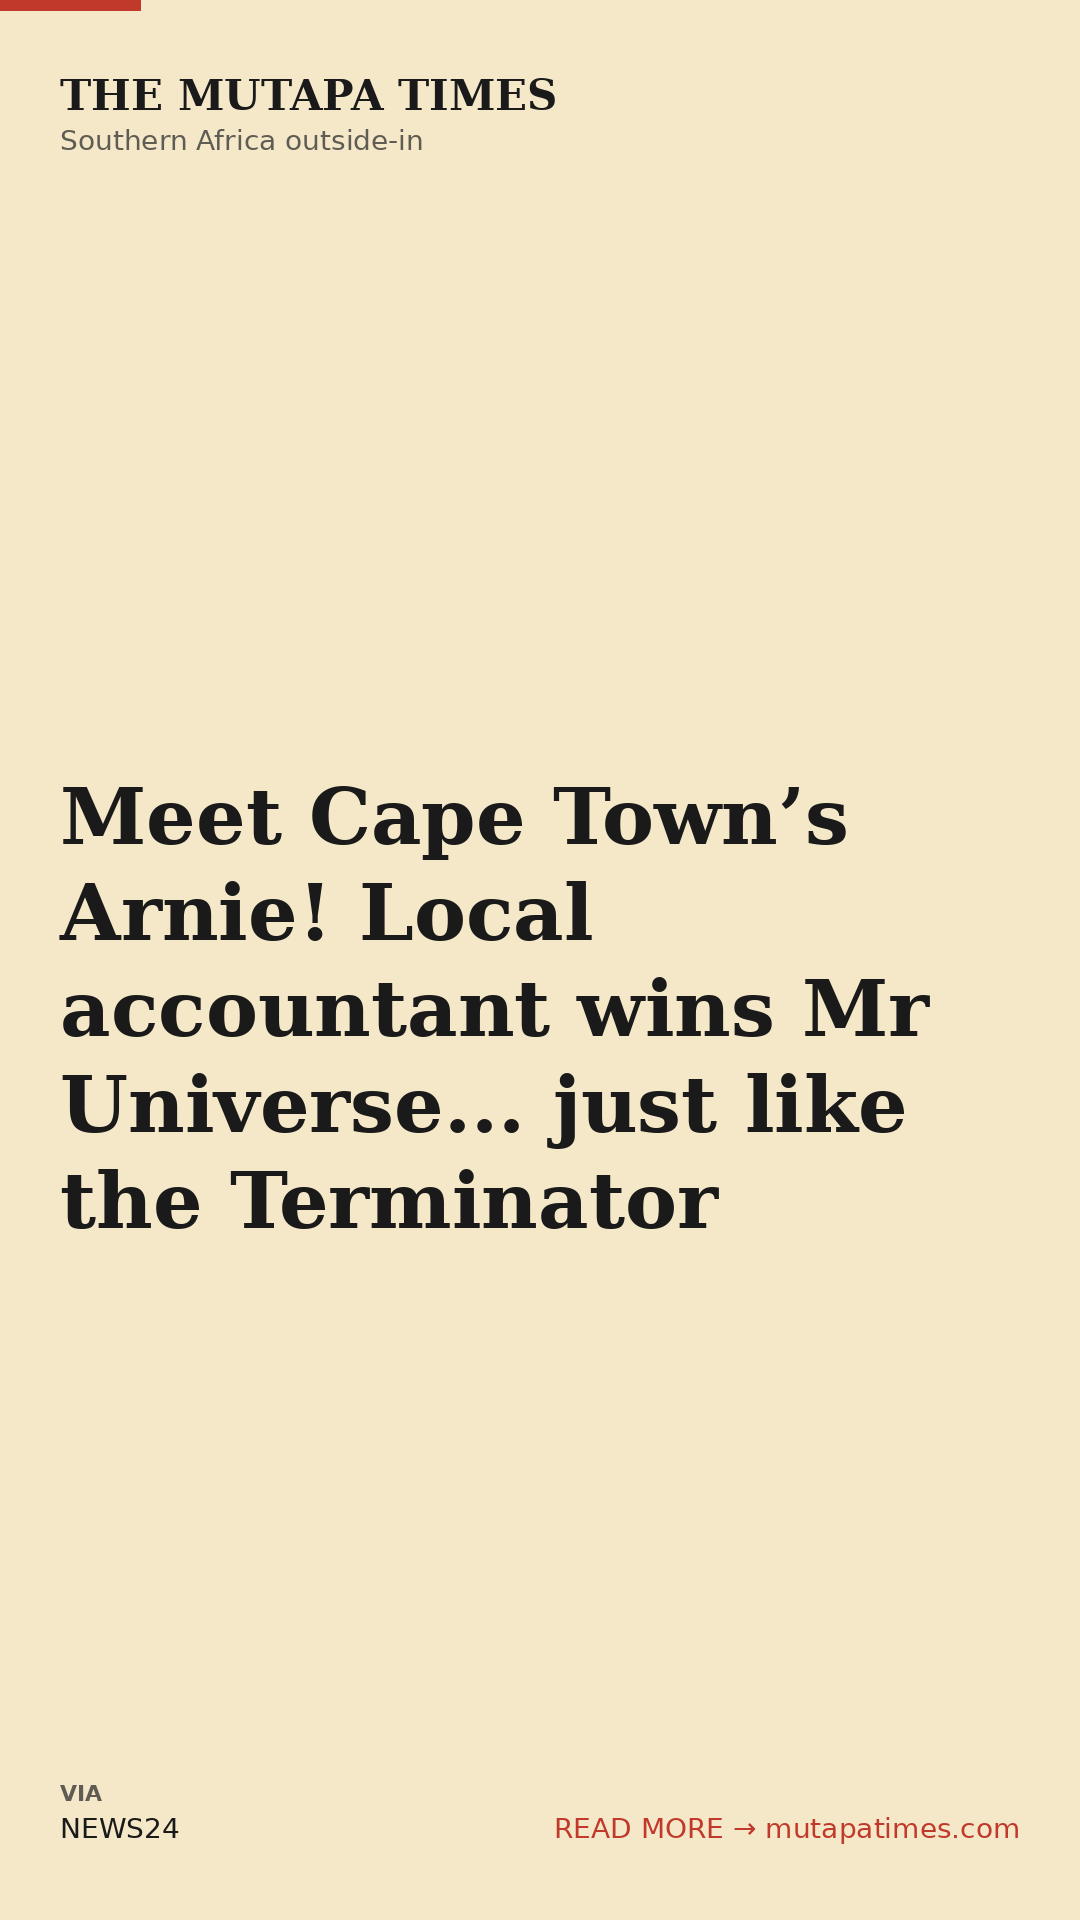 THE MUTAPA TIMES
Southern Africa outside-in
Meet Cape Town’s
Arnie! Local
accountant wins Mr
Universe... just like
the Terminator
VIA
NEWS24
READ MORE → mutapatimes.com